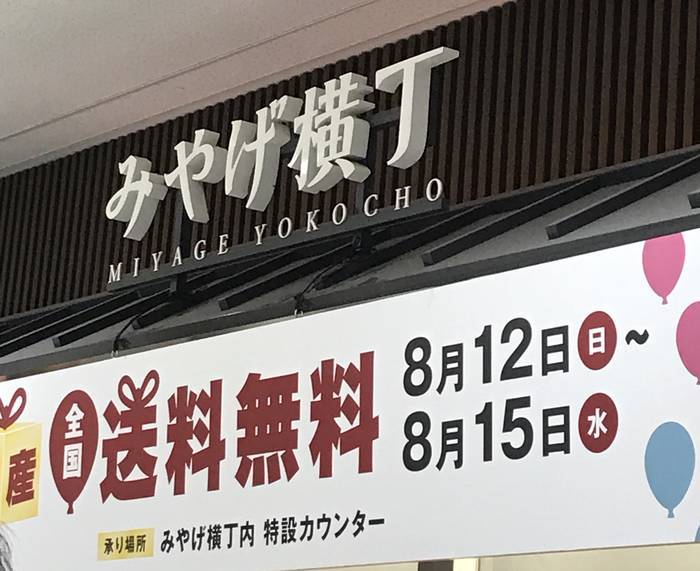 みやげ横丁
MIYAGE YOKOCHO
産
全国
送料無料
8月12日日~
8月15日水
承り場所 みやげ横丁内 特設カウンター